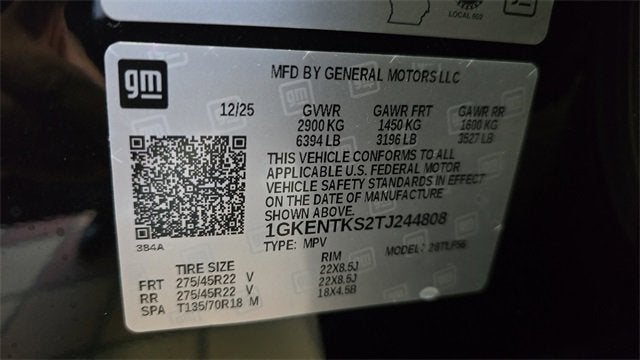 LOCAL 602
gm
MFD BY GENERAL MOTORS LLC
12/25 GVWR GAWR FRT GAWR RR
2900 KG 1450 KG 1600 KG
6394 LB 3196 LB 3527 LB
THIS VEHICLE CONFORMS TO ALL
APPLICABLE U.S. FEDERAL MOTOR
VEHICLE SAFETY STANDARDS IN EFFECT
ON THE DATE OF MANUFACTURE
SHOWN ABOVE.
1GKENTKS2TJ244808
384A
TYPE: MPV MODEL: 28TLF56
TIRE SIZE RIM
FRT 275/45R22 V 22X8.5J
RR 275/45R22 V 22X8.5J
SPA T135/70R18 M 18X4.5B